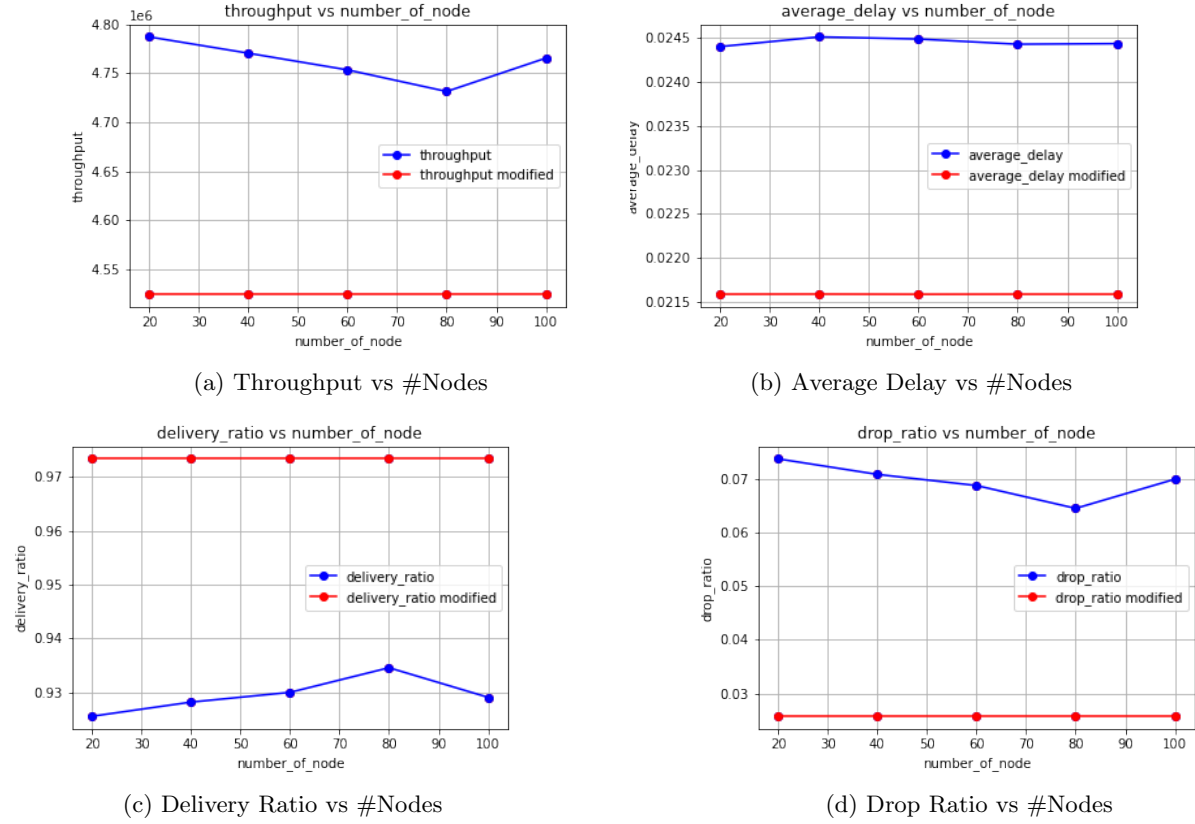 throughput vs number_of_node
1e6
4.80
4.75
4.70
4.65
4.60
4.55
throughput
throughput
throughput modified
20 30 40 50 60 70 80 90 100
number_of_node
(a) Throughput vs #Nodes
average_delay vs number_of_node
0.0245
0.0240
0.0235
0.0230
0.0225
0.0220
0.0215
average_delay
average_delay
average_delay modified
20 30 40 50 60 70 80 90 100
number_of_node
(b) Average Delay vs #Nodes
delivery_ratio vs number_of_node
0.97
0.96
0.95
0.94
0.93
delivery_ratio
delivery_ratio
delivery_ratio modified
20 30 40 50 60 70 80 90 100
number_of_node
(c) Delivery Ratio vs #Nodes
drop_ratio vs number_of_node
0.07
0.06
0.05
0.04
0.03
drop_ratio
drop_ratio
drop_ratio modified
20 30 40 50 60 70 80 90 100
number_of_node
(d) Drop Ratio vs #Nodes